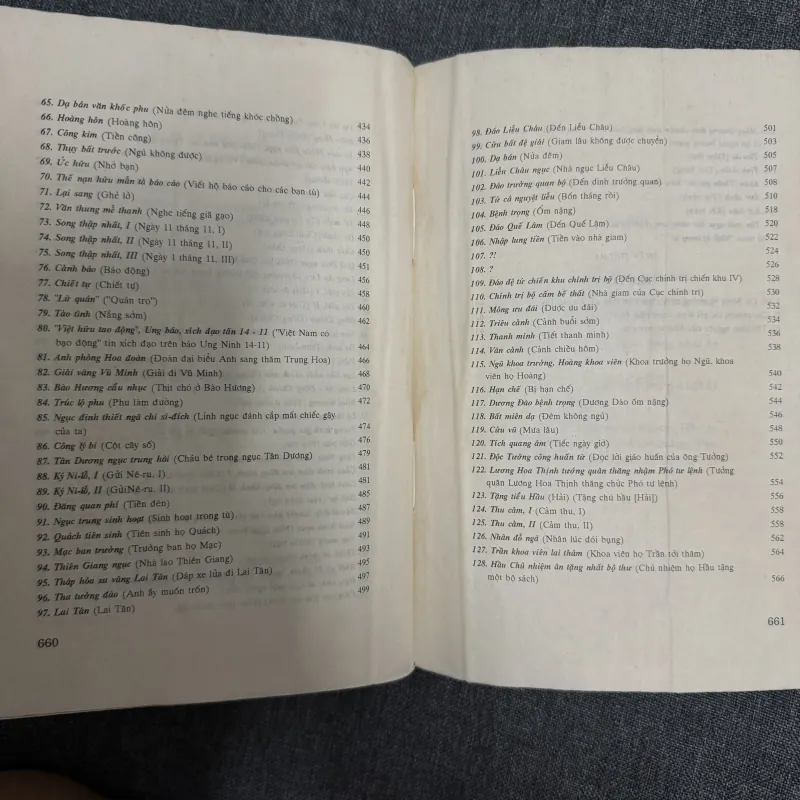 65. Dạ bán văn khốc phu (Nửa đêm nghe tiếng khóc chồng)
66. Hoàng hôn (Hoàng hôn) 434
67. Công kim (Tiền công) 436
68. Thụy bất trước (Ngủ không được) 438
69. Ức hữu (Nhớ bạn) 440
70. Thế nạn hữu mẫn tả báo cáo (Viết hộ báo cáo cho các bạn tù) 442
71. Lại sang (Ghẻ lở) 444
72. Văn thung mễ thanh (Nghe tiếng giã gạo) 446
73. Song thập nhất, I (Ngày 11 tháng 11, I) 448
74. Song thập nhất, II (Ngày 11 tháng 11, II) 450
75. Song thập nhất, III (Ngày 1 tháng 11, III) 450
76. Cảnh báo (Báo động) 451
77. Chiết tự (Chiết tự) 458
78. "Lữ quán" ("Quán trọ") 460
79. Tảo tình (Nắng sớm) 462
80. "Việt hữu tao động", Ung báo, xích đạo tấn 14 - 11 ("Việt Nam có
bạo động" tin xích đạo trên báo Ung Ninh 14-11) 464
81. Anh phỏng Hoa đoàn (Đoàn đại biểu Anh sang thăm Trung Hoa) 466
82. Giải vãng Vũ Minh (Giải đi Vũ Minh) 468
83. Bào Hương cẩu nhục (Thịt chó ở Bào Hương) 470
84. Trúc lộ phu (Phu làm đường) 472
85. Ngục đinh thiết ngã chi sĩ-đích (Lính ngục đánh cắp mất chiếc gậy
của ta) 474
86. Công lý bi (Cột cây số) 476
87. Tân Dương ngục trung hài (Cháu bé trong ngục Tân Dương) 479
88. Ký Ni-lỗ, I (Gửi Nê-ru, I) 481
89. Ký Ni-lỗ, II (GửiNê-ru. II) 481
90. Đăng quang phí (Tiền đèn) 485
91. Ngục trung sinh hoạt (Sinh hoạt trong tù) 487
92. Quách tiên sinh (Tiên sinh họ Quách) 489
93. Mạc ban trưởng (Trưởng ban họ Mạc) 491
94. Thiên Giang ngục (Nhà lao Thiên Giang) 493
95. Tháp hỏa xa vãng Lai Tân (Đáp xe lửa đi Lai Tân) 495
96. Tha tưởng đào (Anh ấy muốn trốn) 497
97. Lai Tân (Lai Tân) 499
660
98. Đáo Liễu Châu (Đến Liễu Châu) 501
99. Cửu bất đệ giải (Giam lâu không được chuyển) 503
100. Dạ bán (Nửa đêm) 505
101. Liễu Châu ngục (Nhà ngục Liễu Châu) 507
102. Đáo trưởng quan bộ (Đến dinh trưởng quan) 508
103. Tứ cá nguyệt liễu (Bốn tháng rồi) 510
104. Bệnh trọng (Ốm nặng) 518
105. Đáo Quế Lâm (Đến Quế Lâm) 520
106. Nhập lung tiền (Tiền vào nhà giam) 522
107. ?! 524
108. ? 526
109. Đáo đệ tứ chiến khu chính trị bộ (Đến Cục chính trị chiến khu IV) 528
110. Chính trị bộ cấm bế thất (Nhà giam của Cục chính trị) 530
111. Mông ưu đãi (Được ưu đãi) 532
112. Triêu cảnh (Cảnh buổi sớm) 534
113. Thanh minh (Tiết thanh minh) 536
114. Vãn cảnh (Cảnh chiều hôm) 538
115. Ngũ khoa trưởng, Hoàng khoa viên (Khoa trưởng họ Ngũ, khoa
viên họ Hoàng) 540
116. Hạn chế (Bị hạn chế) 542
117. Dương Đào bệnh trọng (Dương Dào ốm nặng) 544
118. Bất miên dạ (Đêm không ngủ) 546
119. Cửu vũ (Mưa lâu) 548
120. Tích quang âm (Tiếc ngày giờ) 550
121. Độc Tưởng công huấn từ (Đọc lời giáo huấn của ông Tưởng) 552
122. Lương Hoa Thịnh tướng quân thăng nhậm Phó tư lệnh (Tướng
quân Lương Hoa Thịnh thăng chức Phó tư lệnh) 554
123. Tặng tiểu Hầu (Hải) (Tặng chú hầu [Hải]) 556
124. Thu cảm, I (Cảm thu, I) 558
125. Thu cảm, II (Cảm thu, II) 558
126. Nhân đỗ ngã (Nhân lúc đói bụng) 562
127. Trần khoa viên lai thám (Khoa viên họ Trần tới thăm) 564
128. Hầu Chủ nhiệm ân tặng nhất bộ thư (Chủ nhiệm họ Hầu tặng
một bộ sách) 566
661